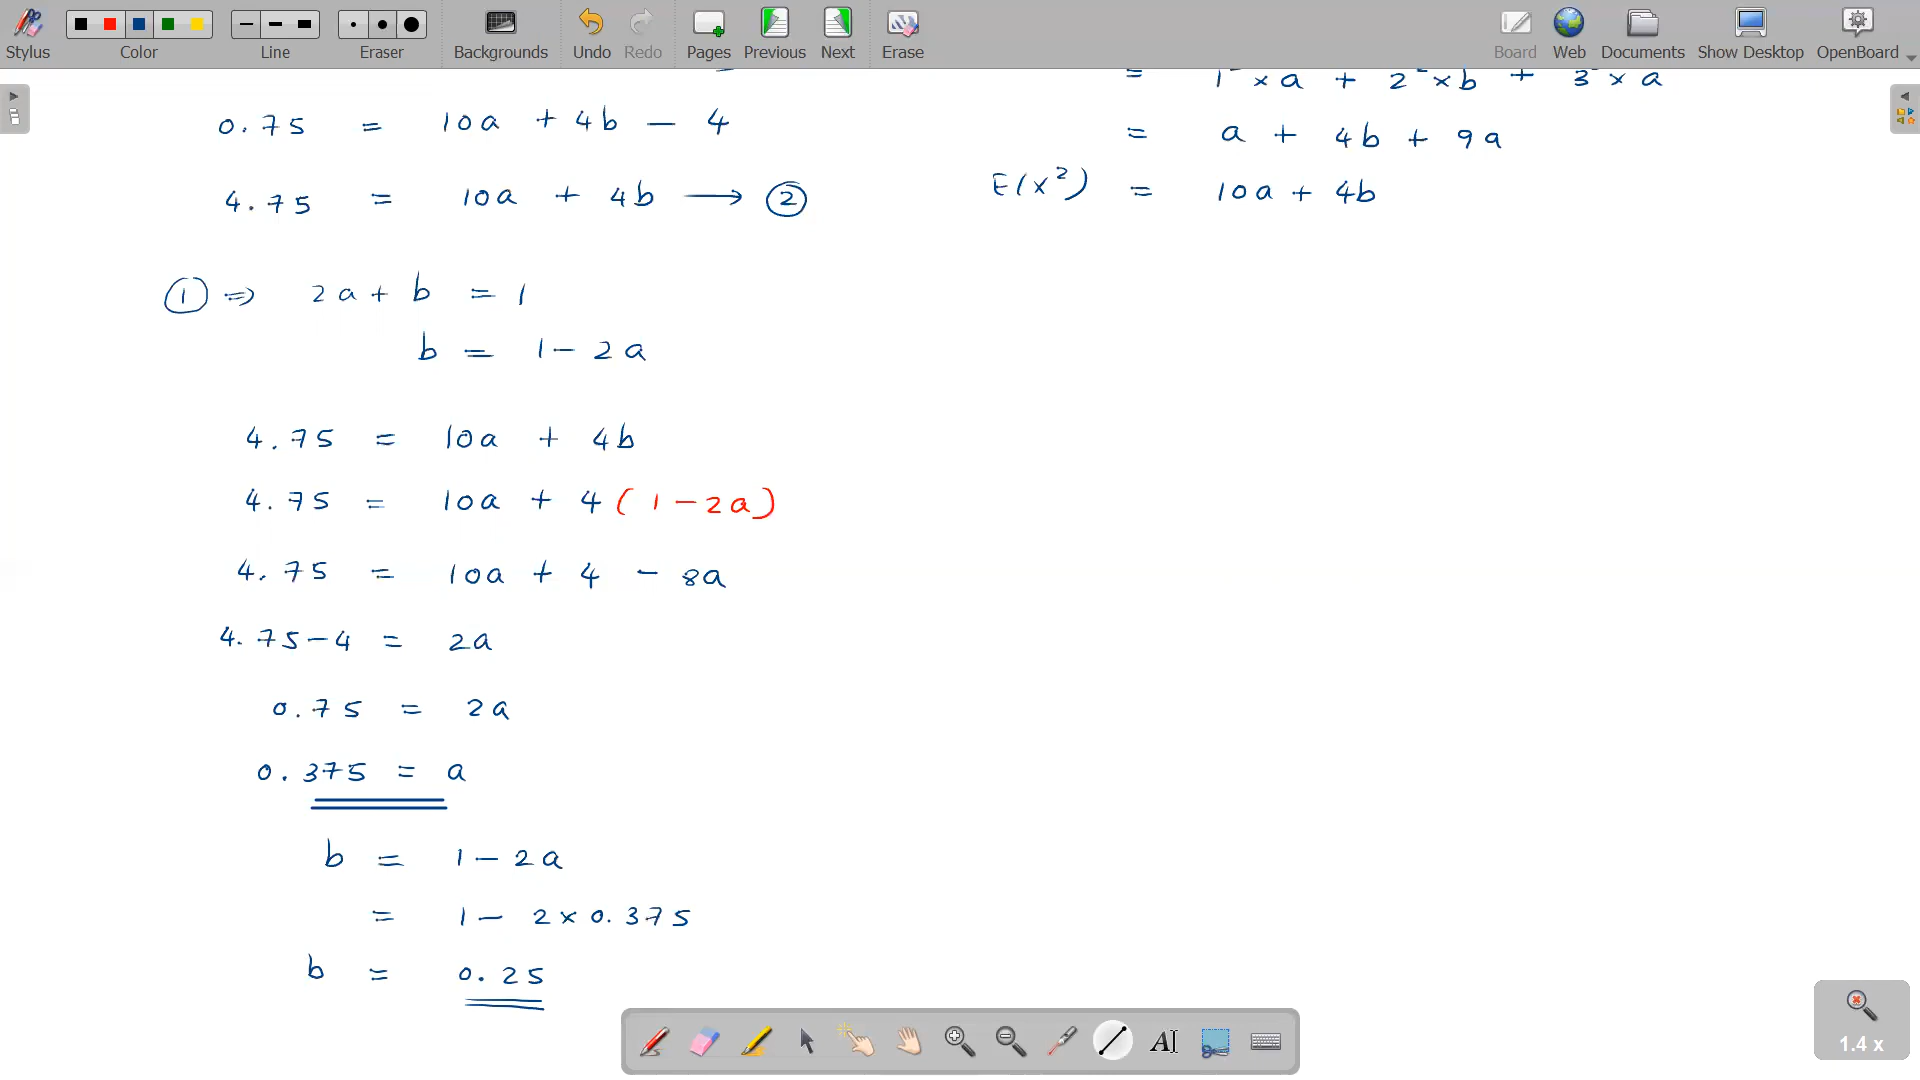 Stylus Color Line Eraser Backgrounds Undo Redo Pages Previous Next Erase Board Web Documents Show Desktop OpenBoard
0.75 = 10a + 4b - 4
4.75 = 10a + 4b → ②
① ⇒ 2a + b = 1
b = 1 - 2a
4.75 = 10a + 4b
4.75 = 10a + 4 (1 - 2a)
4.75 = 10a + 4 - 8a
4.75 - 4 = 2a
0.75 = 2a
0.375 = a
b = 1 - 2a
= 1 - 2 × 0.375
b = 0.25
= 1² × a + 2² × b + 3² × a
= a + 4b + 9a
E(x²) = 10a + 4b
1.4 x